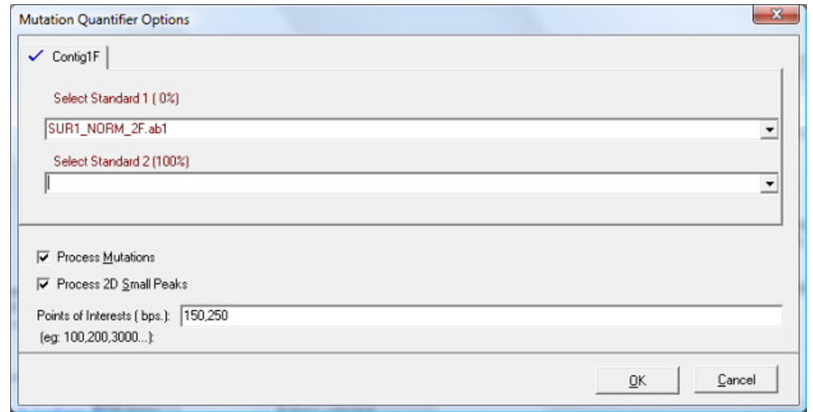 Mutation Quantifier Options
Contig1F
Select Standard 1 ( 0%)
SUR1_NORM_2F.ab1
Select Standard 2 (100%)
Process Mutations
Process 2D Small Peaks
Points of Interests ( bps.): 150,250
(eg: 100,200,3000...):
OK Cancel